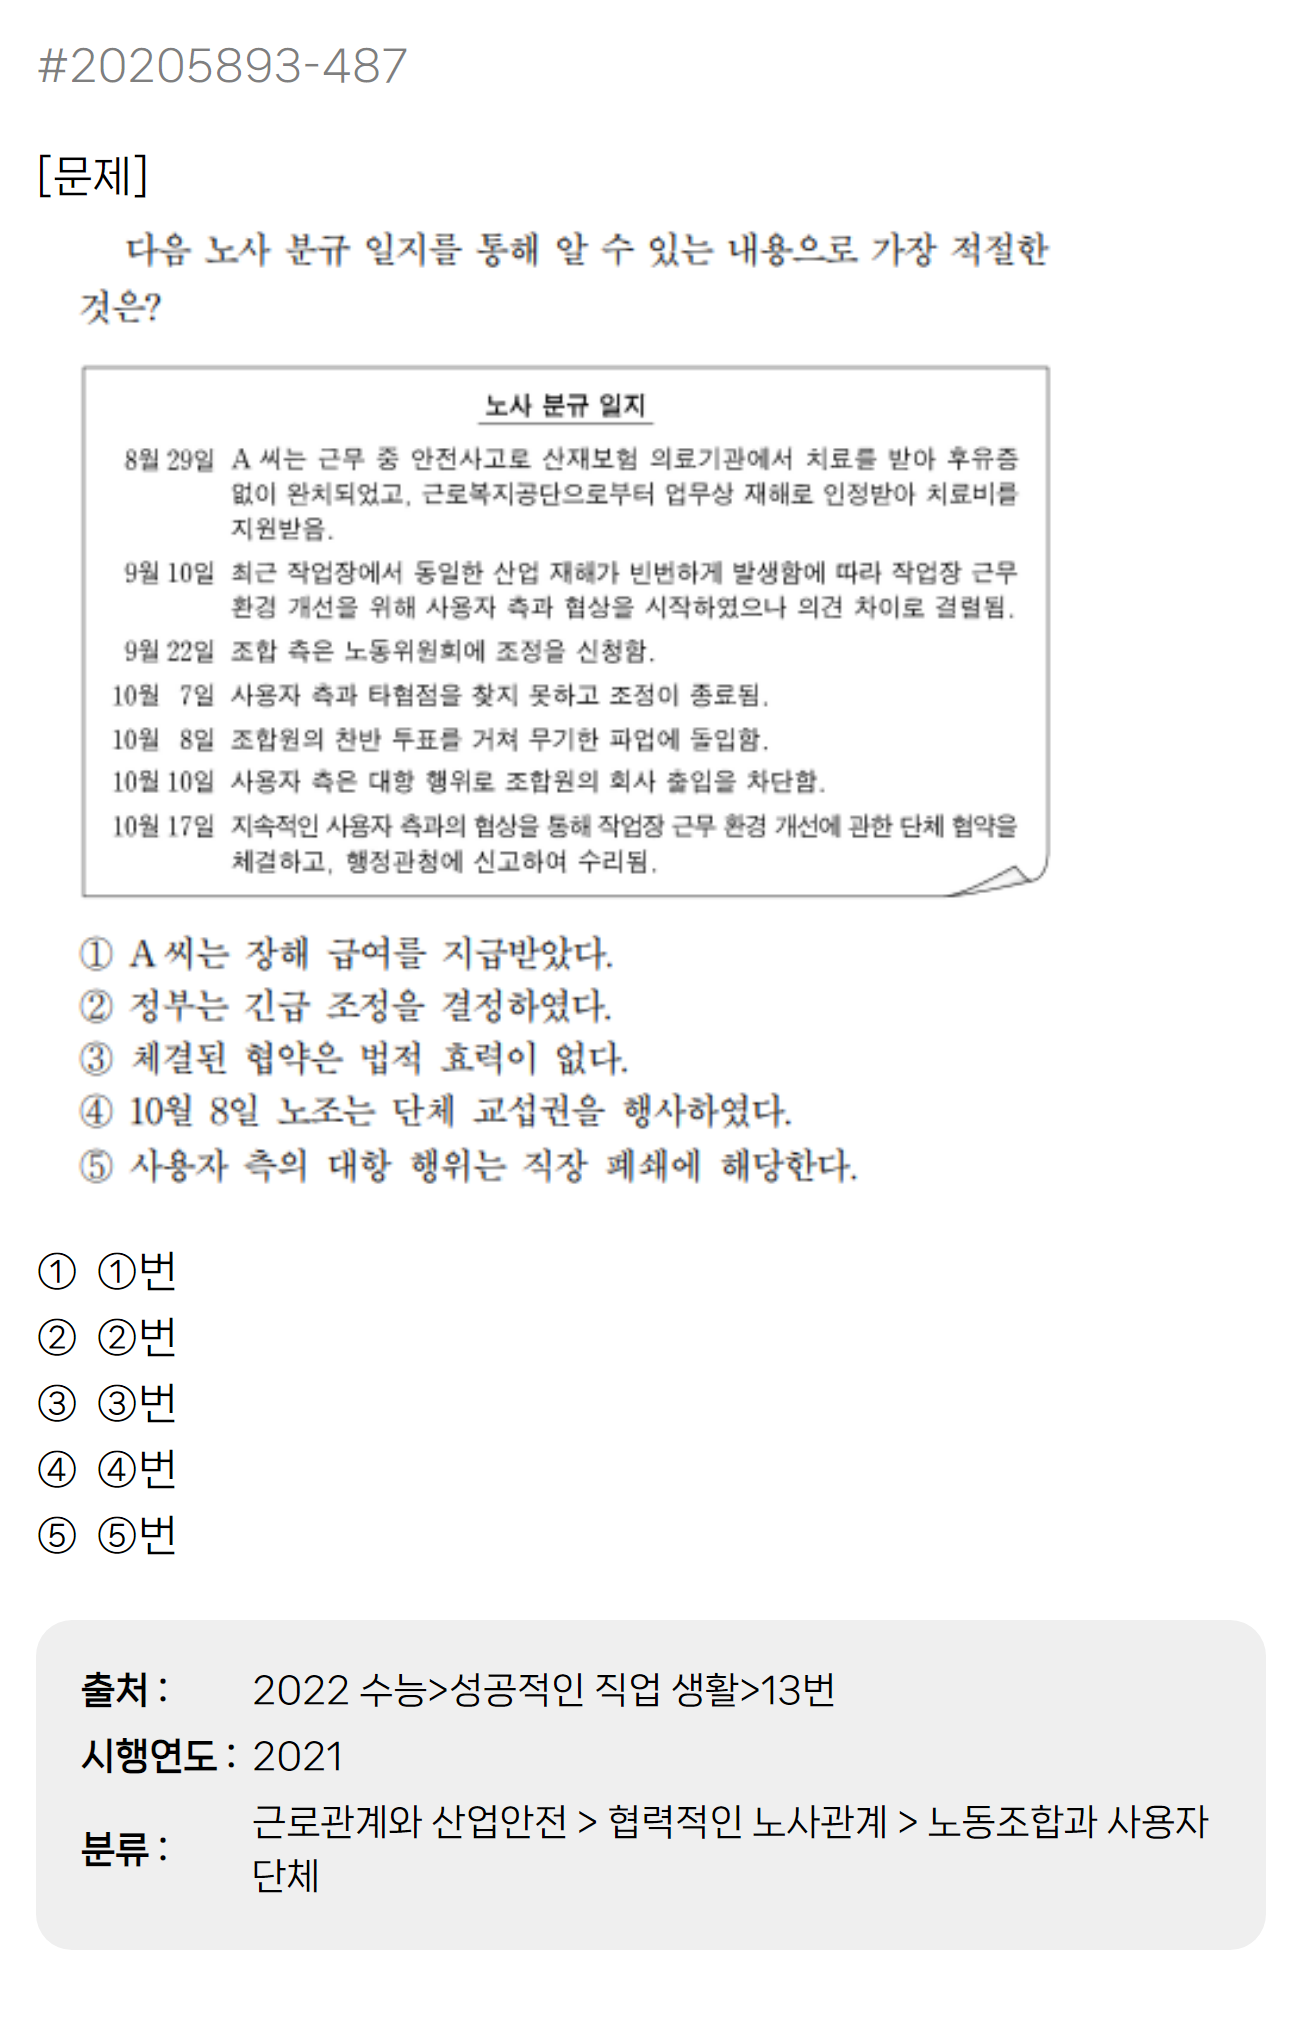 #20205893-487
[문제]
다음 노사 분규 일지를 통해 알 수 있는 내용으로 가장 적절한
것은?
노사 분규 일지
8월 29일 A 씨는 근무 중 안전사고로 산재보험 의료기관에서 치료를 받아 후유증
없이 완치되었고, 근로복지공단으로부터 업무상 재해로 인정받아 치료비를
지원받음.
9월 10일 최근 작업장에서 동일한 산업 재해가 빈번하게 발생함에 따라 작업장 근무
환경 개선을 위해 사용자 측과 협상을 시작하였으나 의견 차이로 결렬됨.
9월 22일 조합 측은 노동위원회에 조정을 신청함.
10월 7일 사용자 측과 타협점을 찾지 못하고 조정이 종료됨.
10월 8일 조합원의 찬반 투표를 거쳐 무기한 파업에 돌입함.
10월 10일 사용자 측은 대항 행위로 조합원의 회사 출입을 차단함.
10월 17일 지속적인 사용자 측과의 협상을 통해 작업장 근무 환경 개선에 관한 단체 협약을
체결하고, 행정관청에 신고하여 수리됨.
① A 씨는 장해 급여를 지급받았다.
② 정부는 긴급 조정을 결정하였다.
③ 체결된 협약은 법적 효력이 없다.
④ 10월 8일 노조는 단체 교섭권을 행사하였다.
⑤ 사용자 측의 대항 행위는 직장 폐쇄에 해당한다.
① ①번
② ②번
③ ③번
④ ④번
⑤ ⑤번
출처 : 2022 수능>성공적인 직업 생활>13번
시행연도 : 2021
분류 : 근로관계와 산업안전 > 협력적인 노사관계 > 노동조합과 사용자
단체